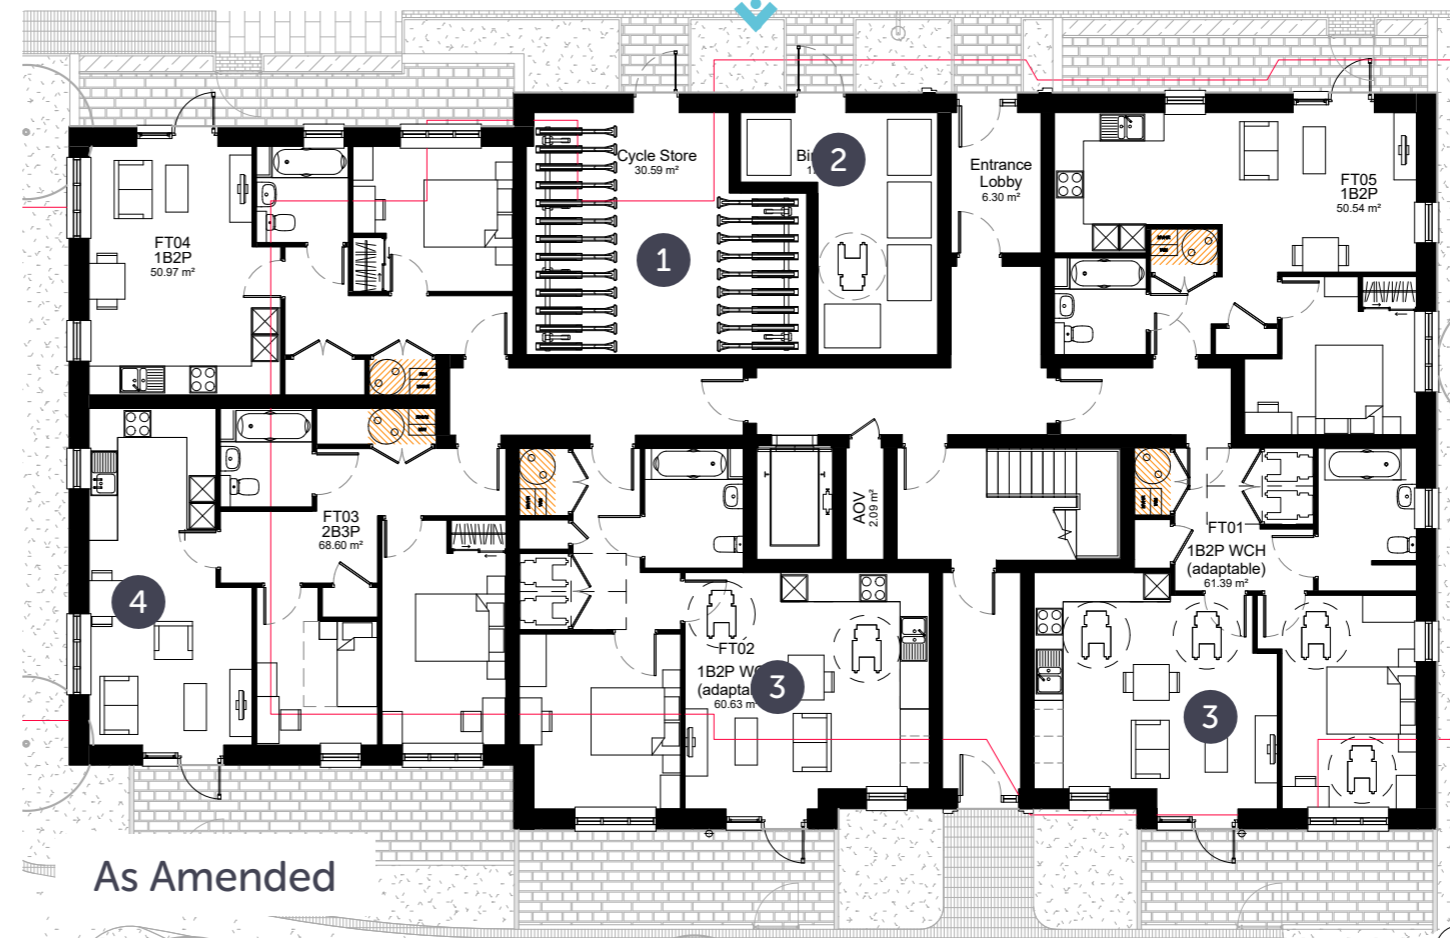 Cycle Store
30.59 m²
2
Entrance
Lobby
6.30 m²
FT05
1B2P
50.54 m²
FT04
1B2P
50.97 m²
1
FT03
2B3P
68.60 m²
AOV
2.09 m²
FT01
1B2P WCH
(adaptable)
61.39 m²
4
FT02
1B2P
60.63
3
3
As Amended